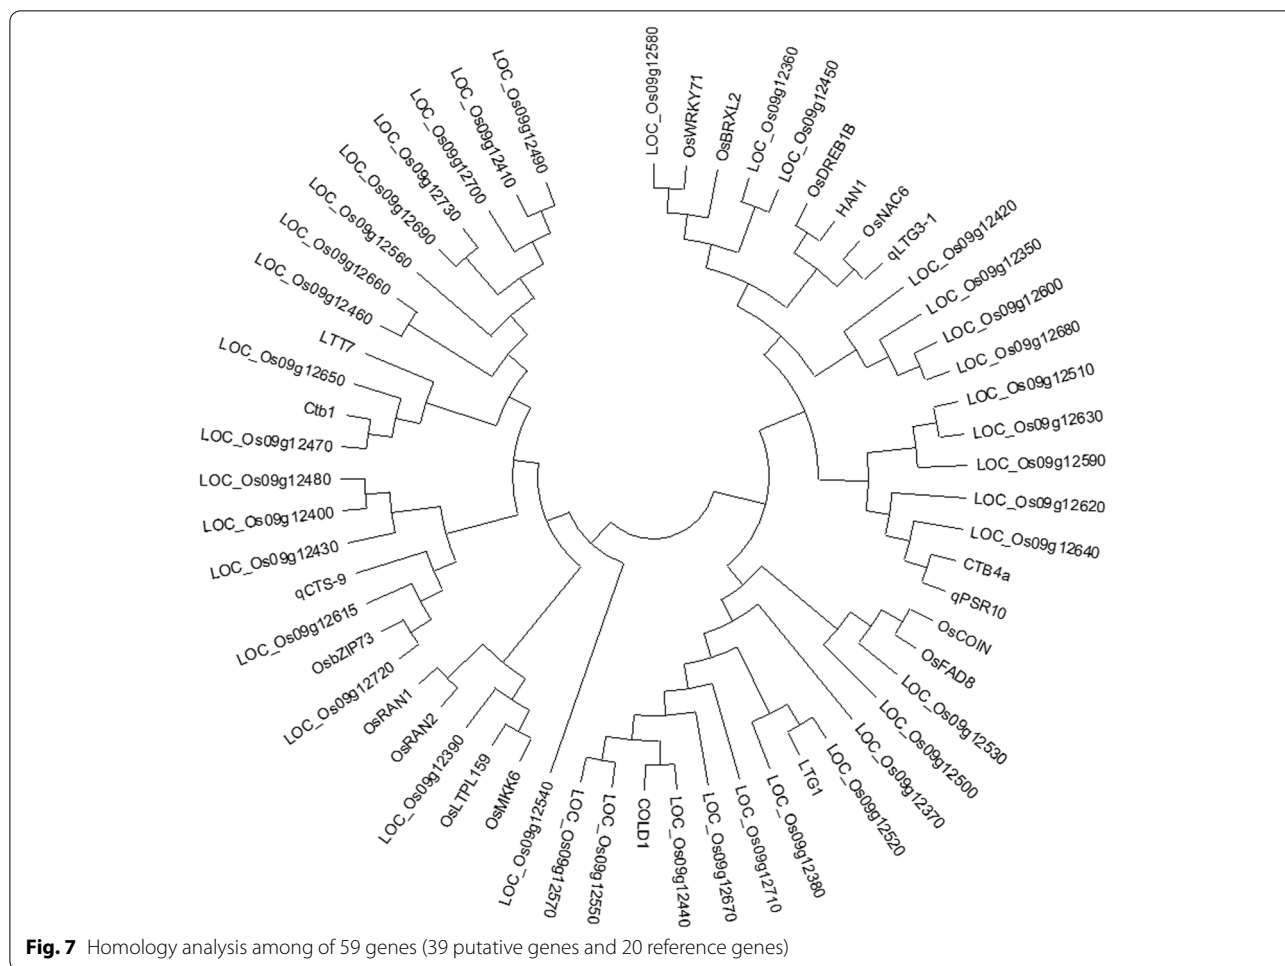 LOC_Os09g12580
OsWRKY71
OsBRXL2
LOC_Os09g12360
LOC_Os09g12450
OsDREB1B
HAN1
OsNAC6
qLTG3-1
LOC_Os09g12420
LOC_Os09g12350
LOC_Os09g12600
LOC_Os09g12680
LOC_Os09g12510
LOC_Os09g12630
LOC_Os09g12590
LOC_Os09g12620
LOC_Os09g12640
CTB4a
qPSR10
OsCOIN
OsFAD8
LOC_Os09g12530
LOC_Os09g12500
LOC_Os09g12370
LOC_Os09g12520
LTG1
LOC_Os09g12380
LOC_Os09g12710
LOC_Os09g12670
LOC_Os09g12440
COLD1
LOC_Os09g12550
LOC_Os09g12570
LOC_Os09g12540
OsMKK6
OsLTPL159
LOC_Os09g12390
OsRAN2
OsRAN1
LOC_Os09g12720
OsbZIP73
LOC_Os09g12615
qCTS-9
LOC_Os09g12430
LOC_Os09g12400
LOC_Os09g12480
LOC_Os09g12470
Ctb1
LOC_Os09g12650
LTT7
LOC_Os09g12460
LOC_Os09g12660
LOC_Os09g12560
LOC_Os09g12690
LOC_Os09g12730
LOC_Os09g12700
LOC_Os09g12410
LOC_Os09g12490
Fig. 7 Homology analysis among of 59 genes (39 putative genes and 20 reference genes)